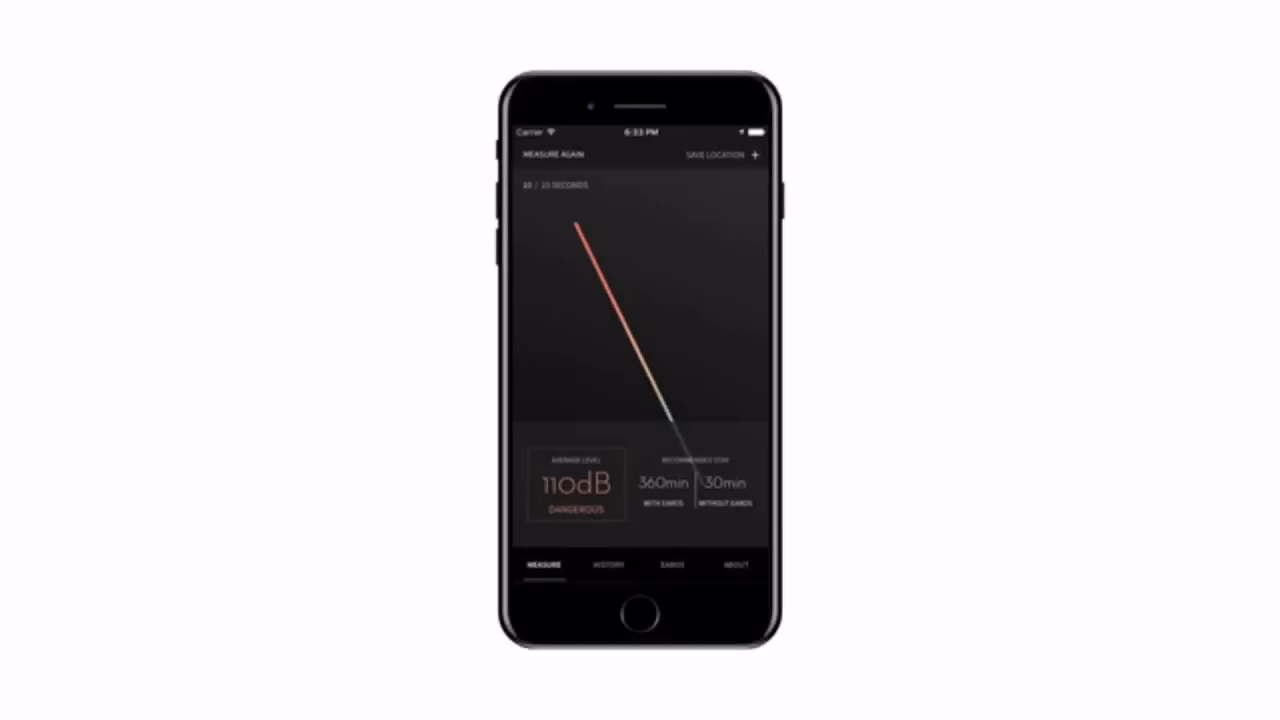 Carrier 6:33 PM
MEASURE AGAIN SAVE LOCATION +
10 / 10 SECONDS
AVERAGE LEVEL
110dB
DANGEROUS
RECOMMENDED STAY
360min 30min
WITH EAROS WITHOUT EAROS
MEASURE HISTORY EAROS ABOUT